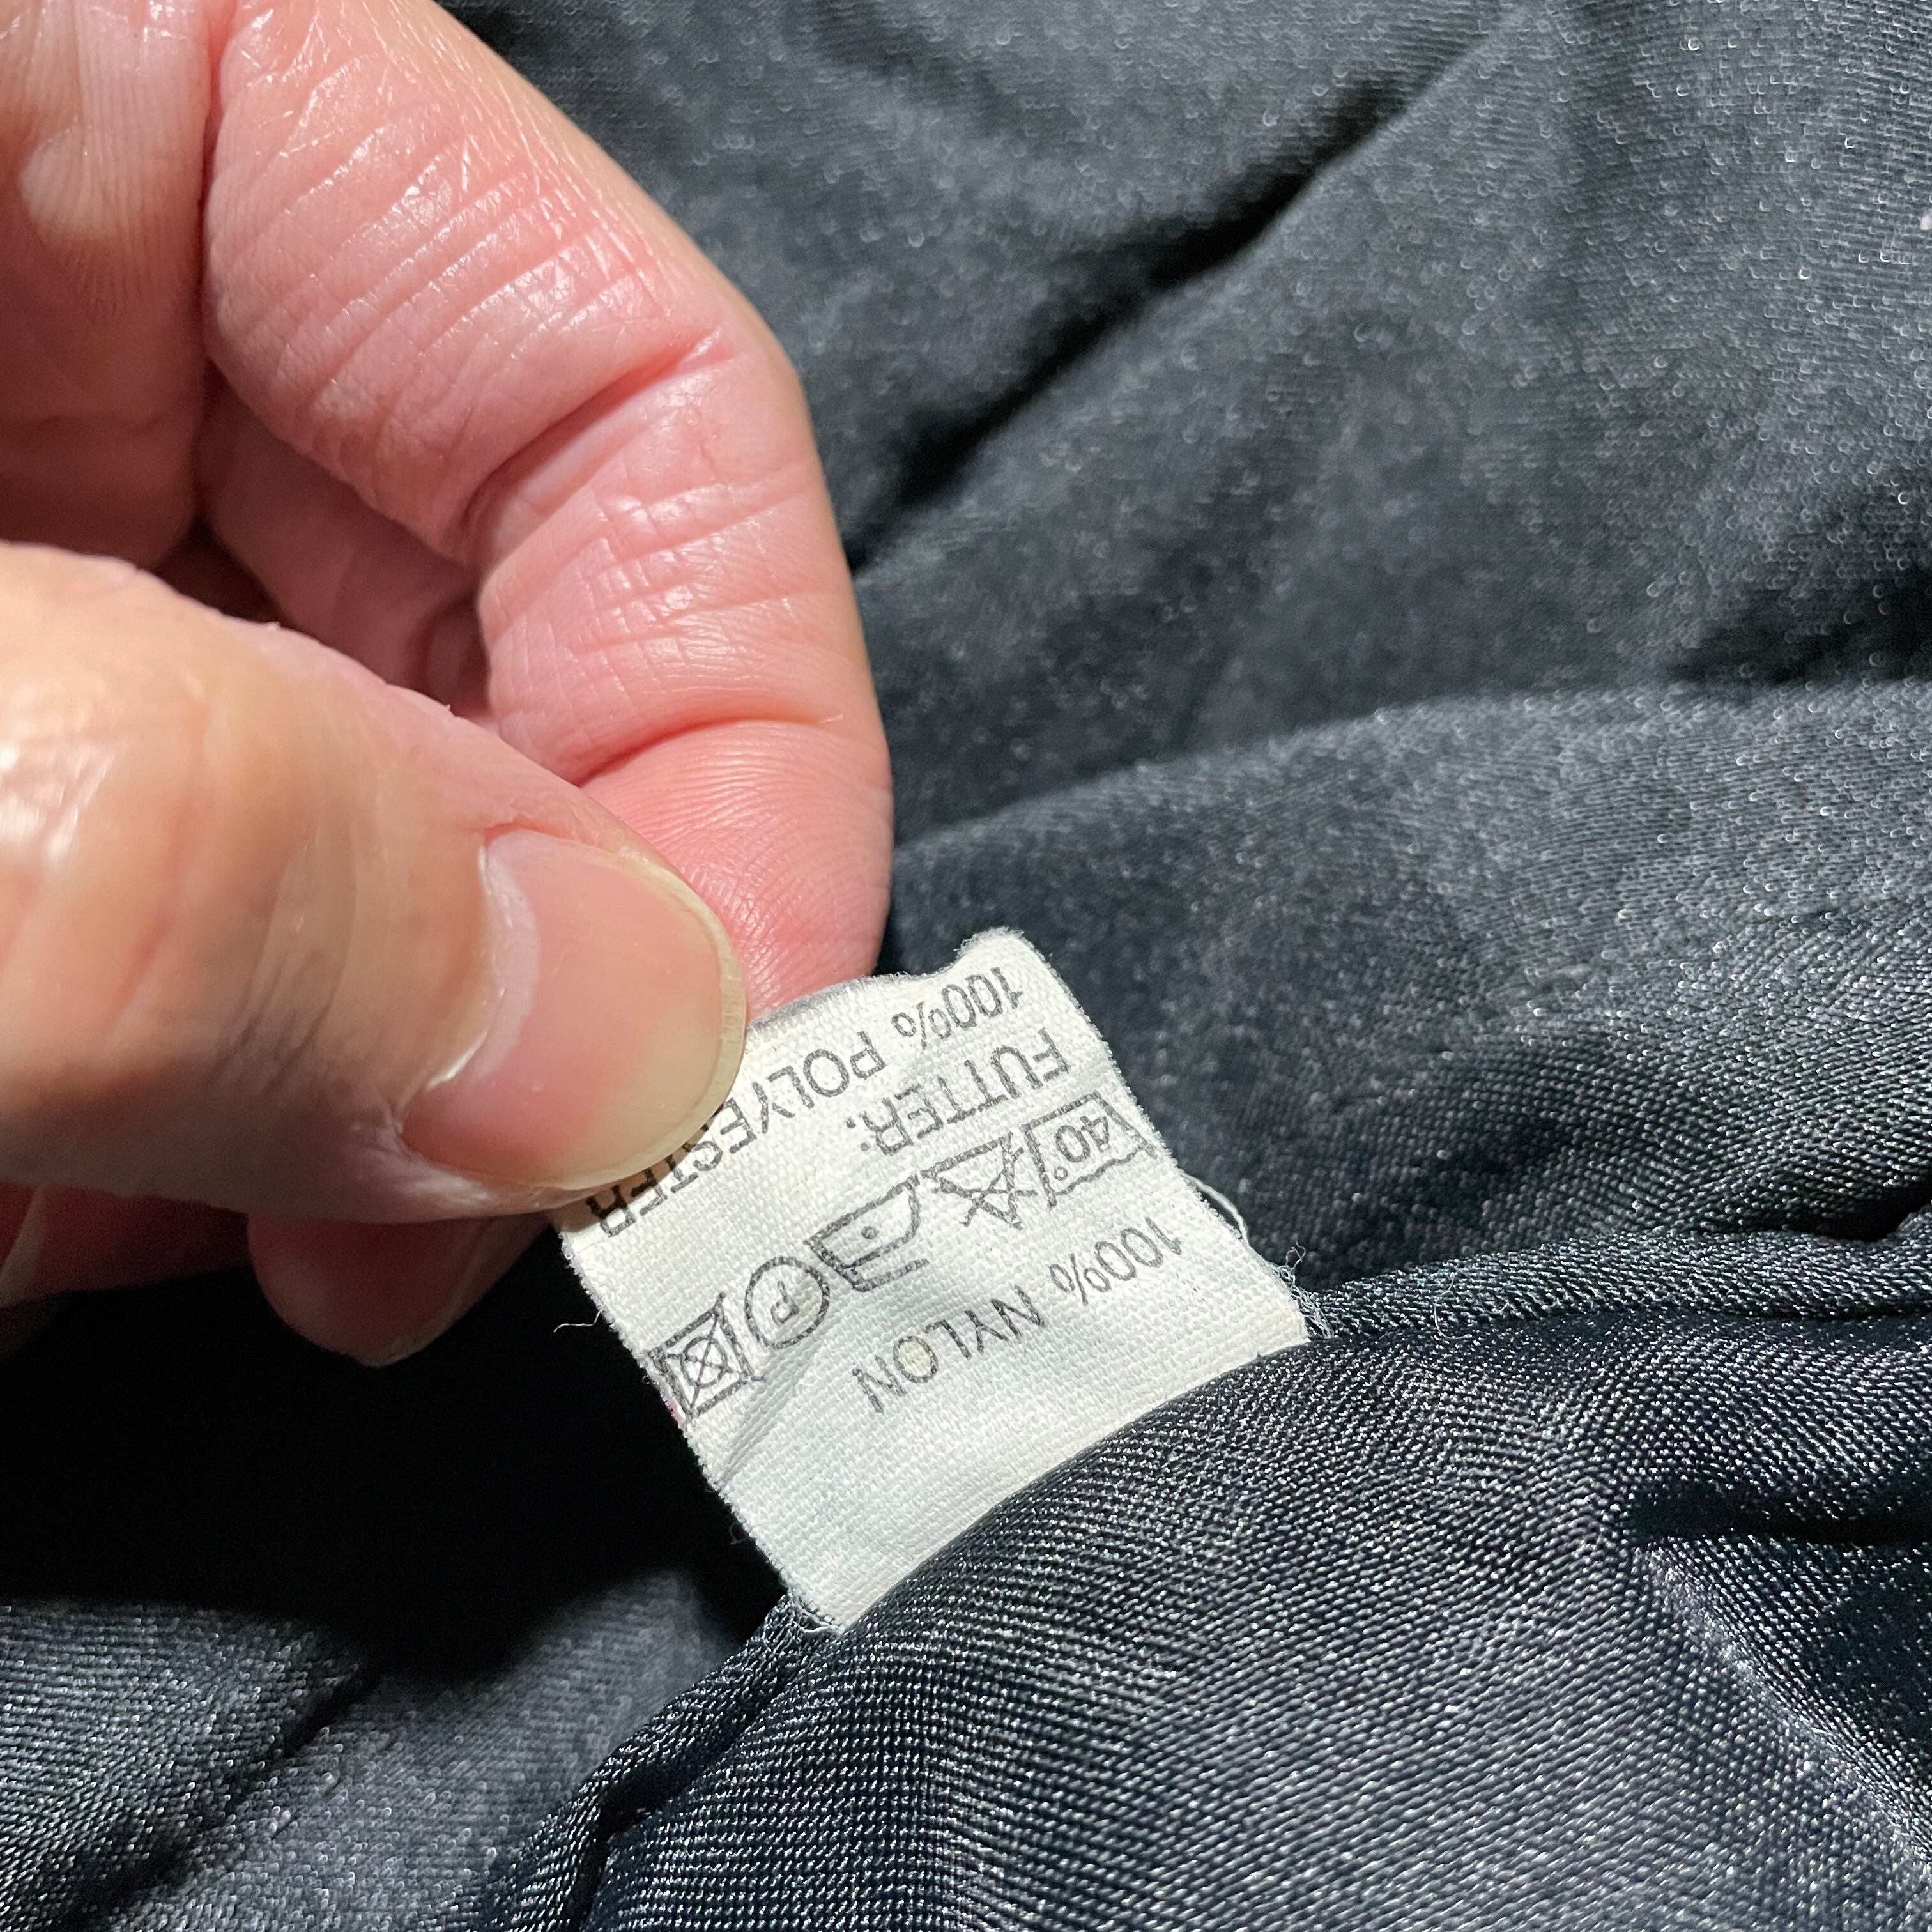 100% NYLON
40° P
FUTTER:
100% POLYESTER